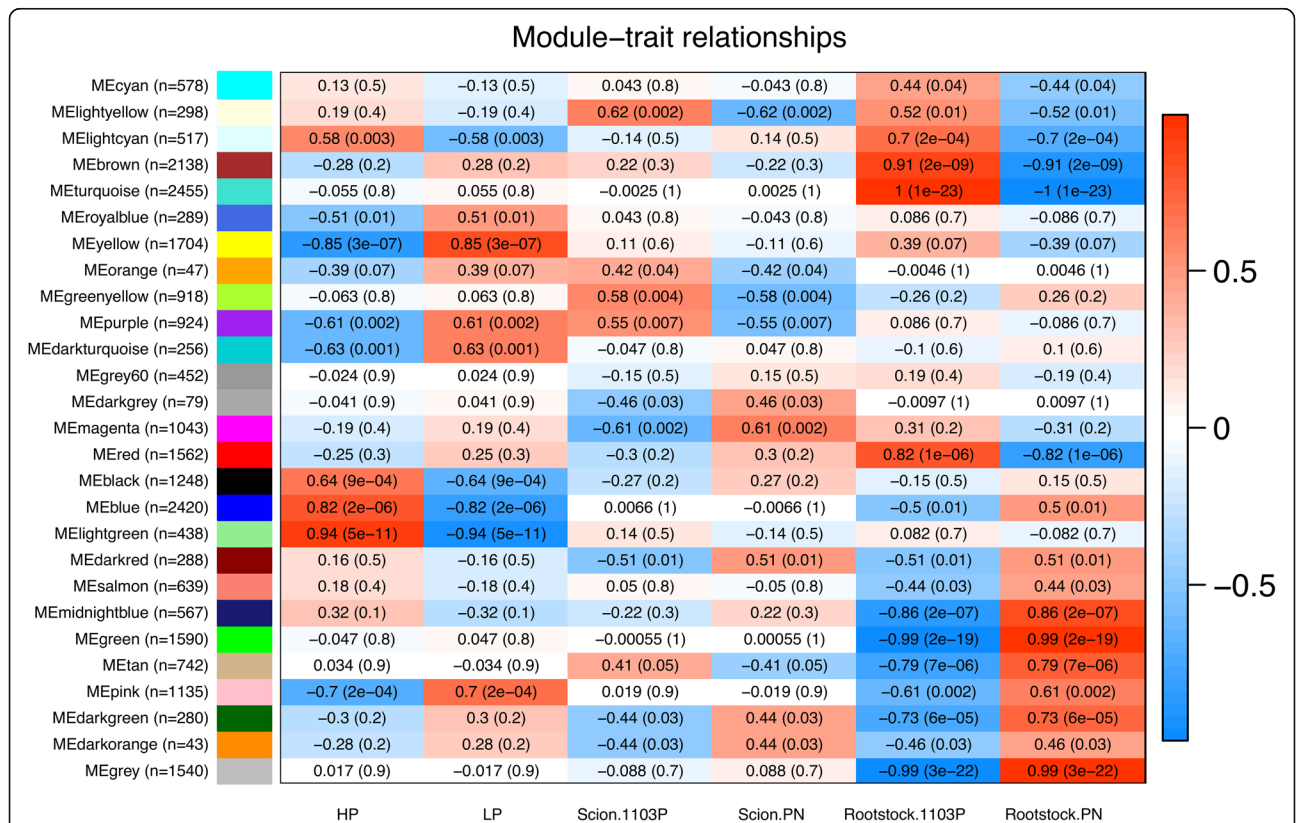 Module−trait relationships
MEcyan (n=578) 0.13 (0.5) −0.13 (0.5) 0.043 (0.8) −0.043 (0.8) 0.44 (0.04) −0.44 (0.04)
MElightyellow (n=298) 0.19 (0.4) −0.19 (0.4) 0.62 (0.002) −0.62 (0.002) 0.52 (0.01) −0.52 (0.01)
MElightcyan (n=517) 0.58 (0.003) −0.58 (0.003) −0.14 (0.5) 0.14 (0.5) 0.7 (2e−04) −0.7 (2e−04)
MEbrown (n=2138) −0.28 (0.2) 0.28 (0.2) 0.22 (0.3) −0.22 (0.3) 0.91 (2e−09) −0.91 (2e−09)
MEturquoise (n=2455) −0.055 (0.8) 0.055 (0.8) −0.0025 (1) 0.0025 (1) 1 (1e−23) −1 (1e−23)
MEroyalblue (n=289) −0.51 (0.01) 0.51 (0.01) 0.043 (0.8) −0.043 (0.8) 0.086 (0.7) −0.086 (0.7)
MEyellow (n=1704) −0.85 (3e−07) 0.85 (3e−07) 0.11 (0.6) −0.11 (0.6) 0.39 (0.07) −0.39 (0.07)
MEorange (n=47) −0.39 (0.07) 0.39 (0.07) 0.42 (0.04) −0.42 (0.04) −0.0046 (1) 0.0046 (1)
0.5
MEgreenyellow (n=918) −0.063 (0.8) 0.063 (0.8) 0.58 (0.004) −0.58 (0.004) −0.26 (0.2) 0.26 (0.2)
MEpurple (n=924) −0.61 (0.002) 0.61 (0.002) 0.55 (0.007) −0.55 (0.007) 0.086 (0.7) −0.086 (0.7)
MEdarkturquoise (n=256) −0.63 (0.001) 0.63 (0.001) −0.047 (0.8) 0.047 (0.8) −0.1 (0.6) 0.1 (0.6)
MEgrey60 (n=452) −0.024 (0.9) 0.024 (0.9) −0.15 (0.5) 0.15 (0.5) 0.19 (0.4) −0.19 (0.4)
MEdarkgrey (n=79) −0.041 (0.9) 0.041 (0.9) −0.46 (0.03) 0.46 (0.03) −0.0097 (1) 0.0097 (1)
MEmagenta (n=1043) −0.19 (0.4) 0.19 (0.4) −0.61 (0.002) 0.61 (0.002) 0.31 (0.2) −0.31 (0.2)
0
MEred (n=1562) −0.25 (0.3) 0.25 (0.3) −0.3 (0.2) 0.3 (0.2) 0.82 (1e−06) −0.82 (1e−06)
MEblack (n=1248) 0.64 (9e−04) −0.64 (9e−04) −0.27 (0.2) 0.27 (0.2) −0.15 (0.5) 0.15 (0.5)
MEblue (n=2420) 0.82 (2e−06) −0.82 (2e−06) 0.0066 (1) −0.0066 (1) −0.5 (0.01) 0.5 (0.01)
MElightgreen (n=438) 0.94 (5e−11) −0.94 (5e−11) 0.14 (0.5) −0.14 (0.5) 0.082 (0.7) −0.082 (0.7)
MEdarkred (n=288) 0.16 (0.5) −0.16 (0.5) −0.51 (0.01) 0.51 (0.01) −0.51 (0.01) 0.51 (0.01)
MEsalmon (n=639) 0.18 (0.4) −0.18 (0.4) 0.05 (0.8) −0.05 (0.8) −0.44 (0.03) 0.44 (0.03)
−0.5
MEmidnightblue (n=567) 0.32 (0.1) −0.32 (0.1) −0.22 (0.3) 0.22 (0.3) −0.86 (2e−07) 0.86 (2e−07)
MEgreen (n=1590) −0.047 (0.8) 0.047 (0.8) −0.00055 (1) 0.00055 (1) −0.99 (2e−19) 0.99 (2e−19)
MEtan (n=742) 0.034 (0.9) −0.034 (0.9) 0.41 (0.05) −0.41 (0.05) −0.79 (7e−06) 0.79 (7e−06)
MEpink (n=1135) −0.7 (2e−04) 0.7 (2e−04) 0.019 (0.9) −0.019 (0.9) −0.61 (0.002) 0.61 (0.002)
MEdarkgreen (n=280) −0.3 (0.2) 0.3 (0.2) −0.44 (0.03) 0.44 (0.03) −0.73 (6e−05) 0.73 (6e−05)
MEdarkorange (n=43) −0.28 (0.2) 0.28 (0.2) −0.44 (0.03) 0.44 (0.03) −0.46 (0.03) 0.46 (0.03)
MEgrey (n=1540) 0.017 (0.9) −0.017 (0.9) −0.088 (0.7) 0.088 (0.7) −0.99 (3e−22) 0.99 (3e−22)
HP LP Scion.1103P Scion.PN Rootstock.1103P Rootstock.PN